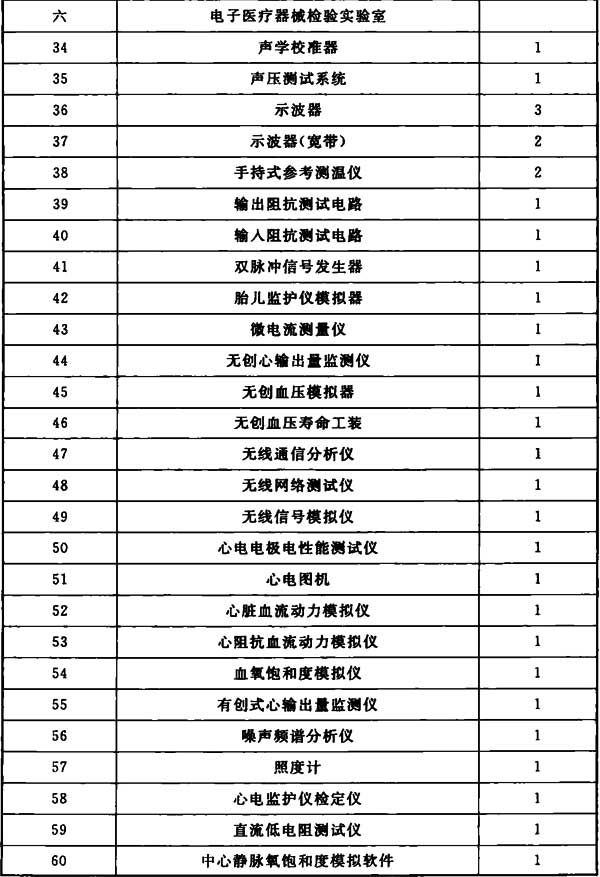 六 电子医疗器械检验实验室
34 声学校准器 1
35 声压测试系统 1
36 示波器 3
37 示波器(宽带) 2
38 手持式参考测温仪 2
39 输出阻抗测试电路 1
40 输人阻抗测试电路 1
41 双脉冲信号发生器 1
42 胎儿监护仪模拟器 1
43 微电流测量仪 1
44 无创心输出量监测仪 1
45 无创血压模拟器 1
46 无创血压寿命工装 1
47 无线通信分析仪 1
48 无线网络测试仪 1
49 无线信号模拟仪 1
50 心电电极电性能测试仪 1
51 心电图机 1
52 心脏血流动力模拟仪 1
53 心阻抗血流动力模拟仪 1
54 血氧饱和度模拟仪 1
55 有创式心输出量监测仪 1
56 噪声频谱分析仪 1
57 照度计 1
58 心电监护仪检定仪 1
59 直流低电阻测试仪 1
60 中心静脉氧饱和度模拟软件 1